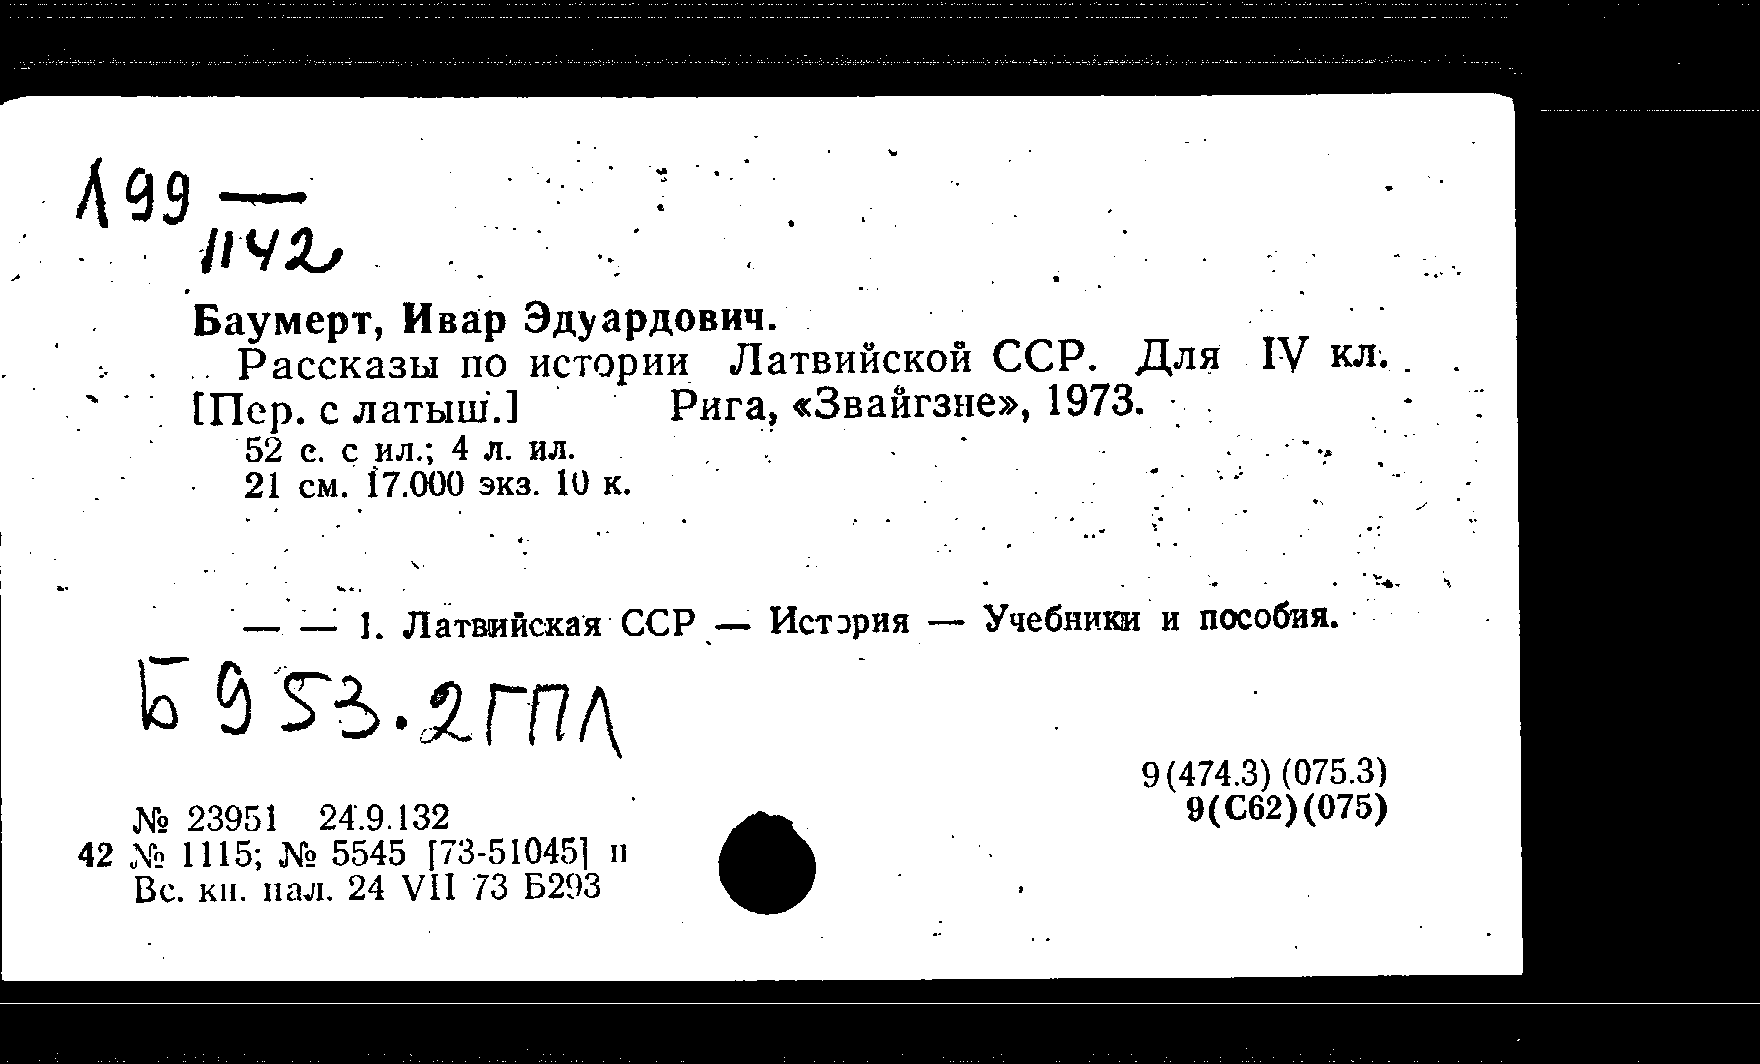 Л99 —
1142
Баумерт, Ивар Эдуардович.
Рассказы по истории Латвийской ССР. Для IV кл.
[Пер. с латыш.] Рига, «Звайгзне», 1973.
52 с. с ил.; 4 л. ил.
21 см. 17.000 экз. 10 к.
— — 1. Латвийская ССР — История — Учебники и пособия.
Б953.2ГПЛ
9(474.3)(075.3)
9(С62)(075)
№ 23951 24.9.132
42 № 1115; № 5545 [73-51045] п
Вс. кн. пал. 24 VII 73 Б293